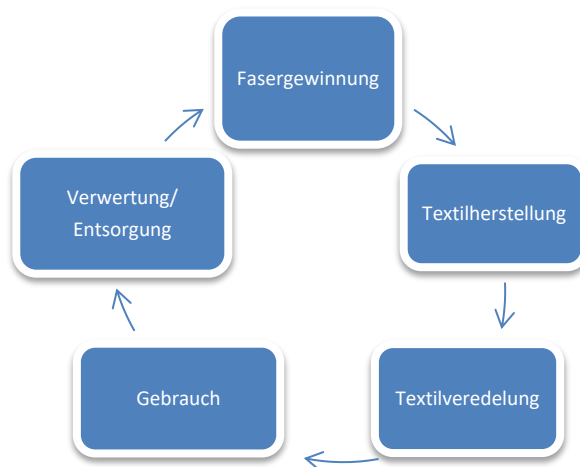 Fasergewinnung
Textilherstellung
Textilveredelung
Gebrauch
Verwertung/
Entsorgung